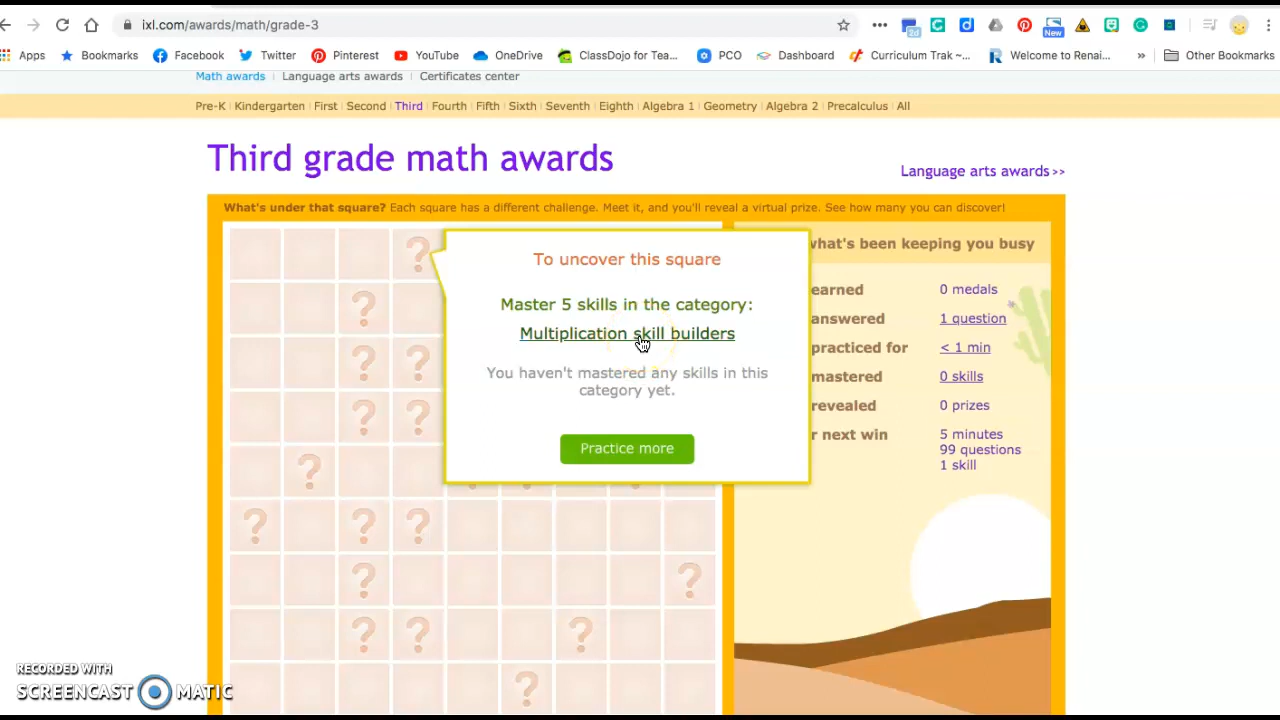 ixl.com/awards/math/grade-3
2d
New
Apps Bookmarks Facebook Twitter Pinterest YouTube OneDrive ClassDojo for Tea... PCO Dashboard Curriculum Trak ~... Welcome to Renai... » Other Bookmarks
Math awards Language arts awards Certificates center
Pre-K Kindergarten First Second Third Fourth Fifth Sixth Seventh Eighth Algebra 1 Geometry Algebra 2 Precalculus All
Third grade math awards
Language arts awards >>
What's under that square? Each square has a different challenge. Meet it, and you'll reveal a virtual prize. See how many you can discover!
To uncover this square
Master 5 skills in the category:
Multiplication skill builders
You haven't mastered any skills in this
category yet.
Practice more
what's been keeping you busy
earned 0 medals
answered 1 question
practiced for < 1 min
mastered 0 skills
revealed 0 prizes
r next win 5 minutes
99 questions
1 skill
RECORDED WITH
SCREENCAST MATIC